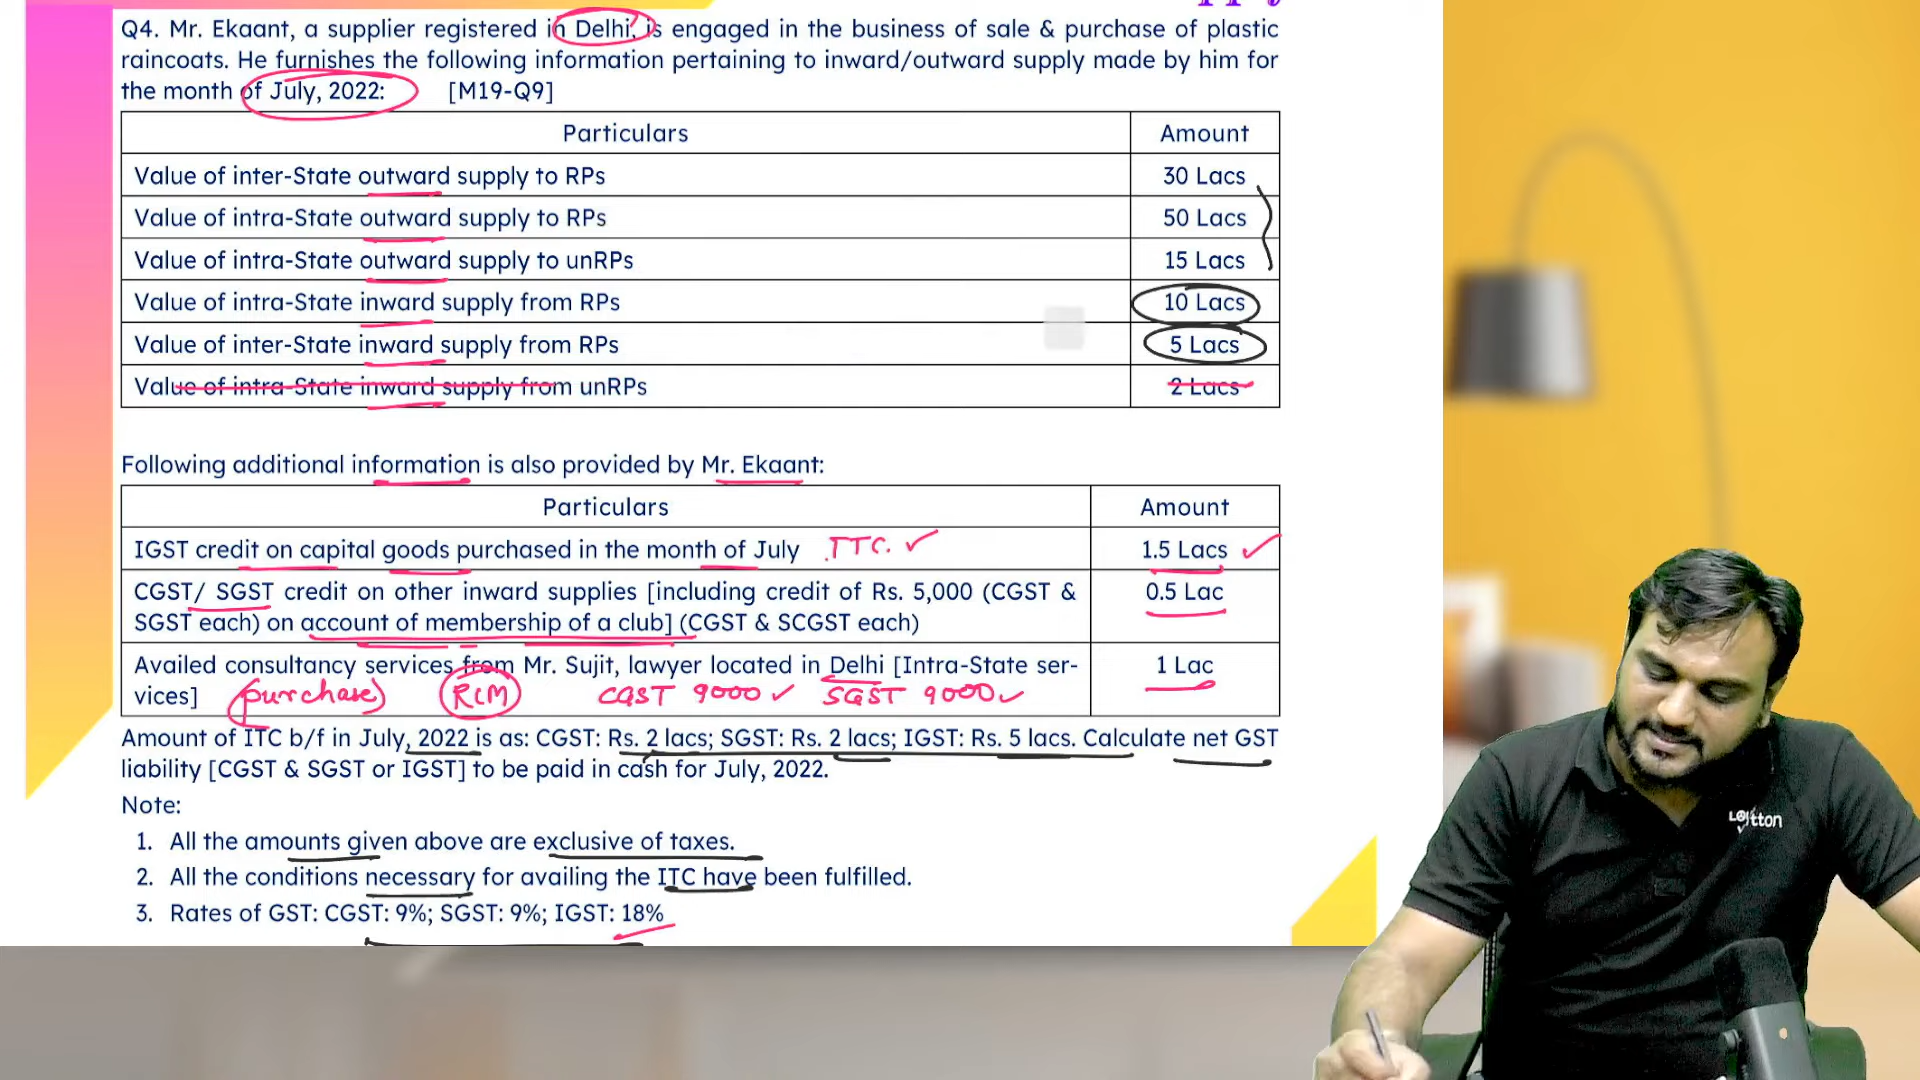 Q4. Mr. Ekaant, a supplier registered in Delhi, is engaged in the business of sale & purchase of plastic
raincoats. He furnishes the following information pertaining to inward/outward supply made by him for
the month of July, 2022: [M19-Q9]
Particulars Amount
Value of inter-State outward supply to RPs 30 Lacs
Value of intra-State outward supply to RPs 50 Lacs
Value of intra-State outward supply to unRPs 15 Lacs
Value of intra-State inward supply from RPs 10 Lacs
Value of inter-State inward supply from RPs 5 Lacs
Value of intra-State inward supply from unRPs 2 Lacs
Following additional information is also provided by Mr. Ekaant:
Particulars Amount
IGST credit on capital goods purchased in the month of July ITC. ✓ 1.5 Lacs ✓
CGST/ SGST credit on other inward supplies [including credit of Rs. 5,000 (CGST & 0.5 Lac
SGST each) on account of membership of a club] (CGST & SCGST each)
Availed consultancy services from Mr. Sujit, lawyer located in Delhi [Intra-State ser- 1 Lac
vices] (purchase) RCM CGST 9000 ✓ SGST 9000 ✓
Amount of ITC b/f in July, 2022 is as: CGST: Rs. 2 lacs; SGST: Rs. 2 lacs; IGST: Rs. 5 lacs. Calculate net GST
liability [CGST & SGST or IGST] to be paid in cash for July, 2022.
Note:
1. All the amounts given above are exclusive of taxes.
2. All the conditions necessary for availing the ITC have been fulfilled.
3. Rates of GST: CGST: 9%; SGST: 9%; IGST: 18%